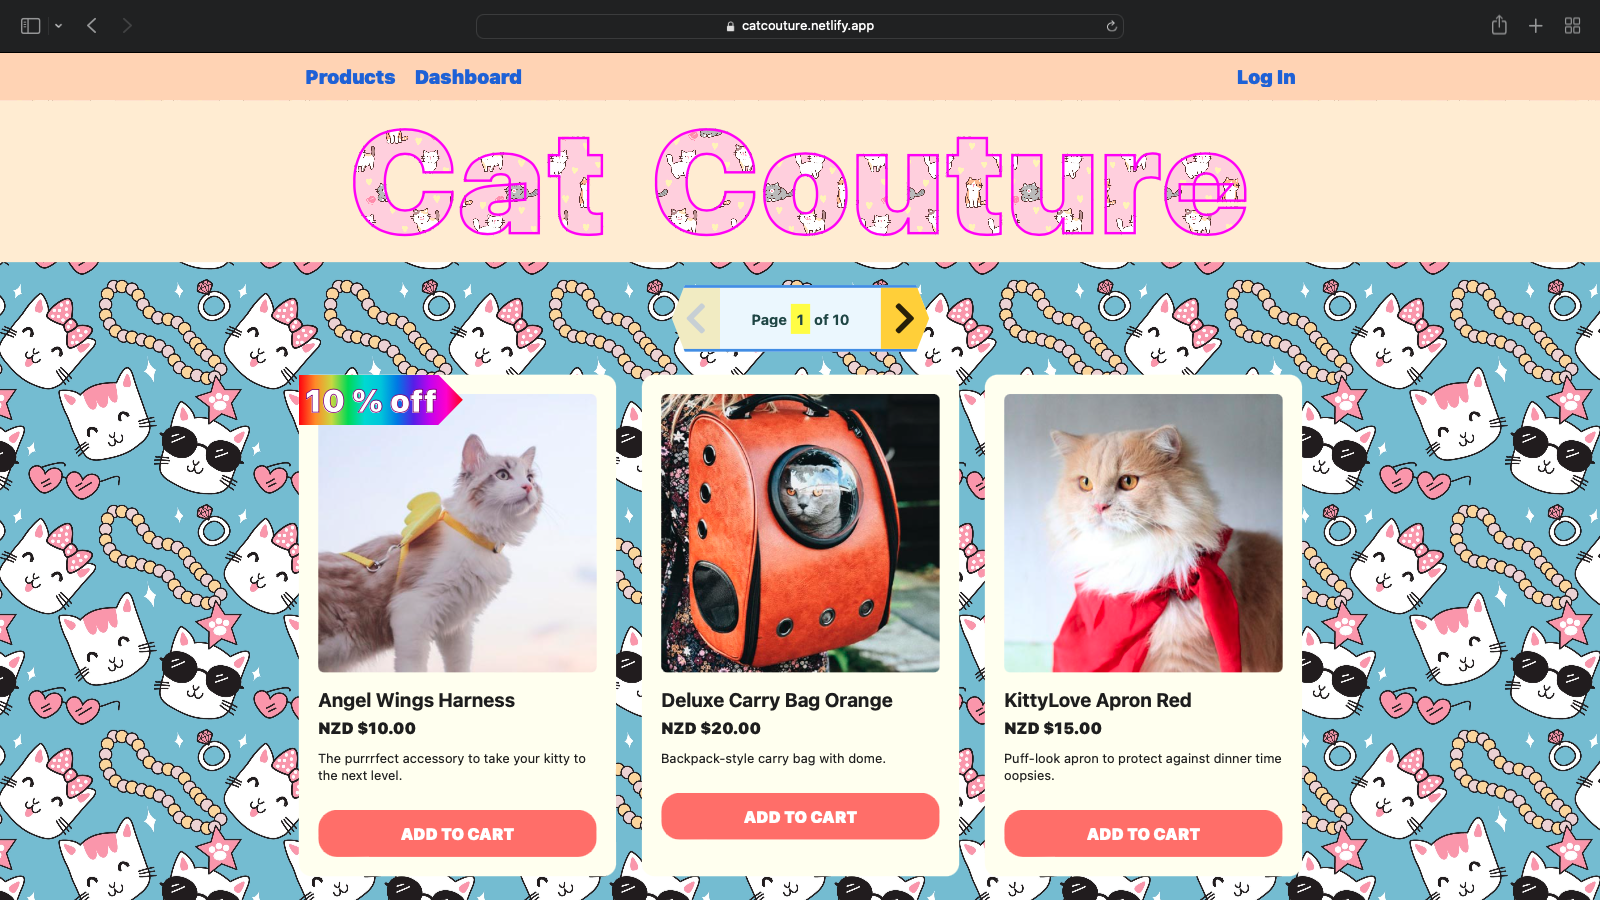 catcouture.netlify.app
Products Dashboard Log In
Cat Couture
Page 1 of 10
10 % off
Angel Wings Harness
NZD $10.00
The purrrfect accessory to take your kitty to
the next level.
ADD TO CART
Deluxe Carry Bag Orange
NZD $20.00
Backpack-style carry bag with dome.
ADD TO CART
KittyLove Apron Red
NZD $15.00
Puff-look apron to protect against dinner time
oopsies.
ADD TO CART